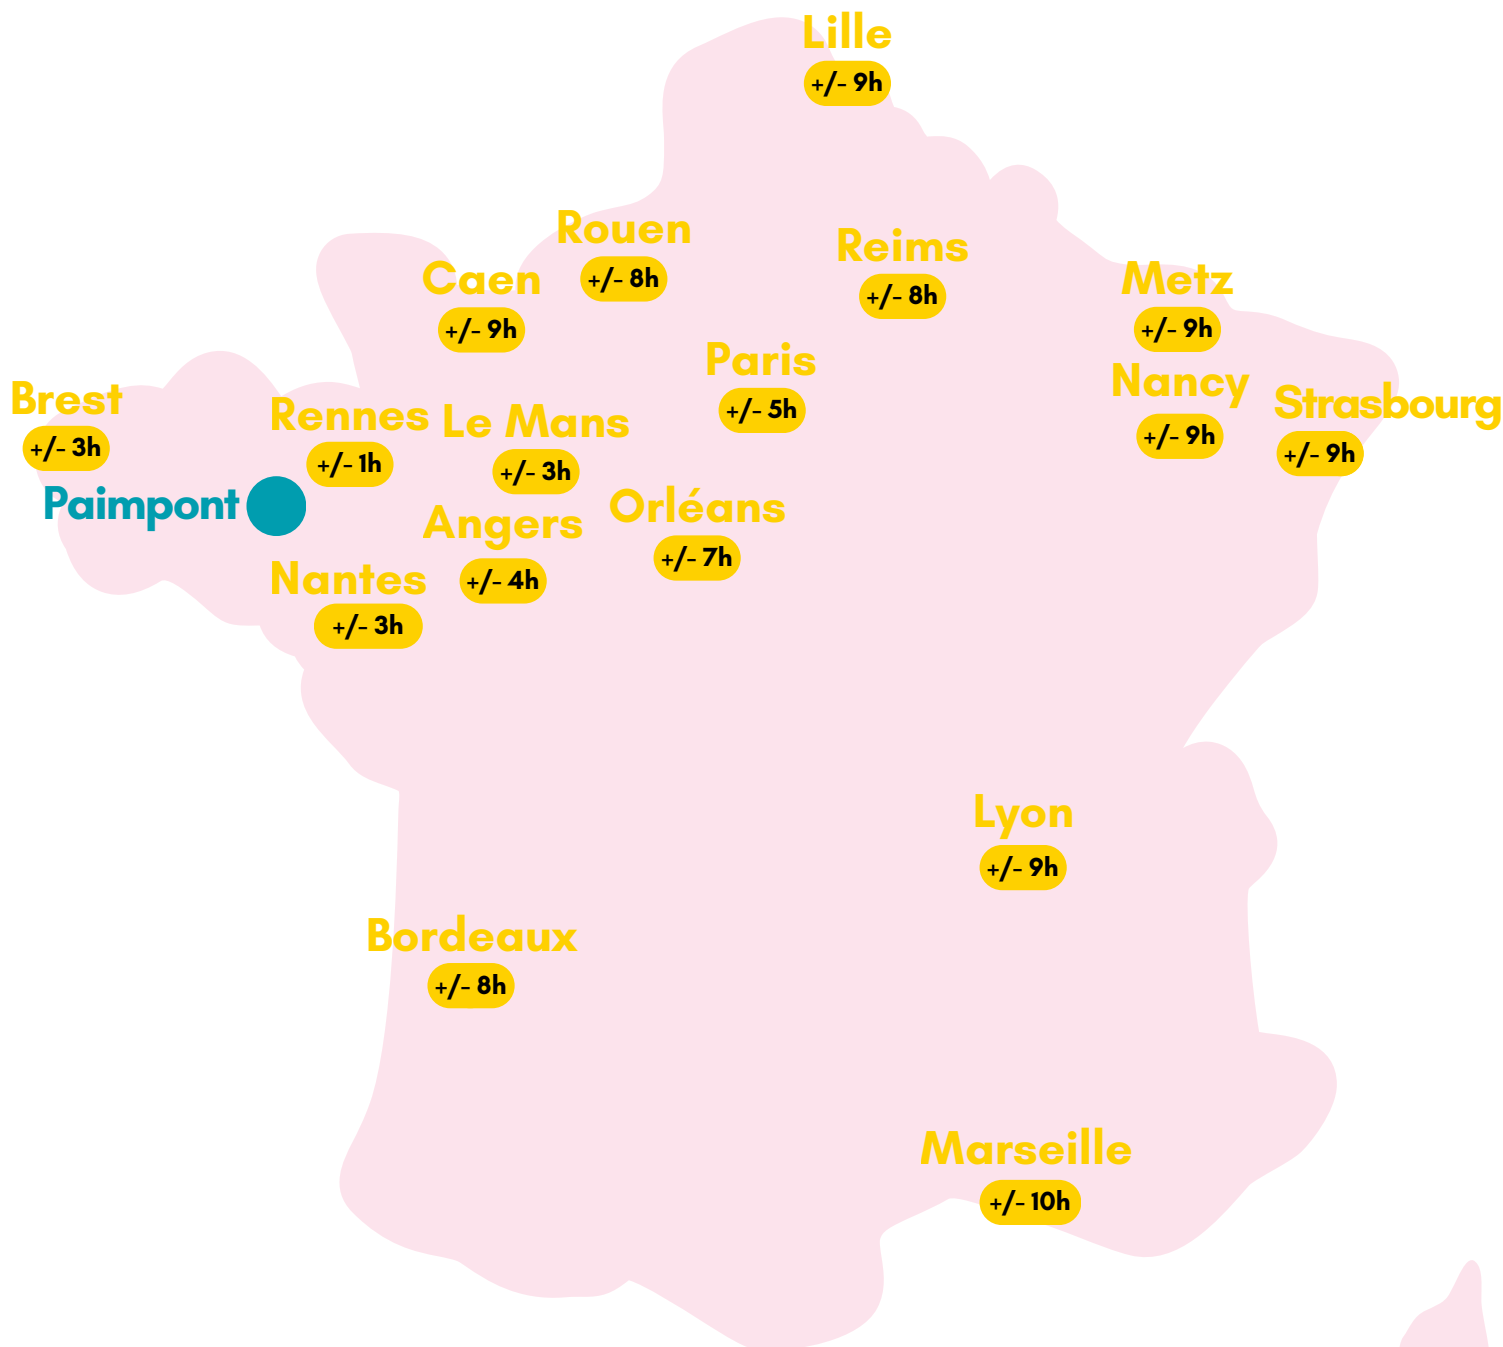 Lille
+/- 9h
Rouen
+/- 8h
Reims
+/- 8h
Caen
+/- 9h
Metz
+/- 9h
Paris
+/- 5h
Nancy
+/- 9h
Strasbourg
+/- 9h
Brest
+/- 3h
Rennes
+/- 1h
Le Mans
+/- 3h
Paimpont
Orléans
+/- 7h
Angers
+/- 4h
Nantes
+/- 3h
Lyon
+/- 9h
Bordeaux
+/- 8h
Marseille
+/- 10h